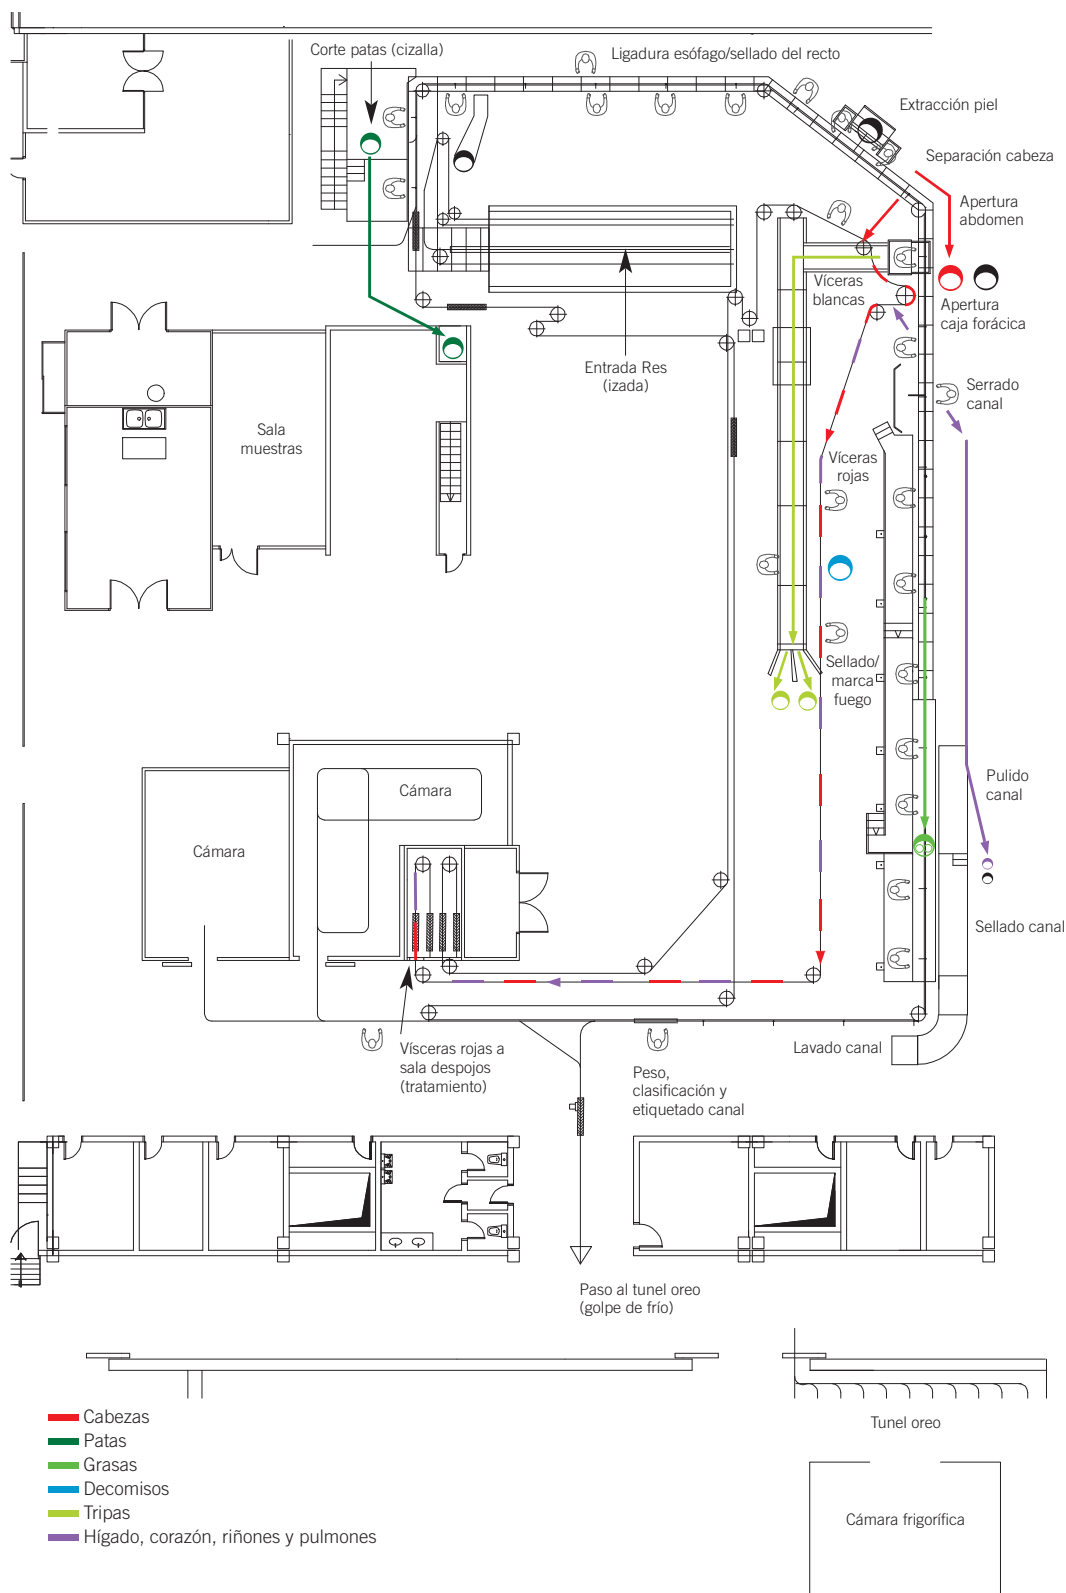 Corte patas (cizalla)
Ligadura esófago/sellado del recto
Extracción piel
Separación cabeza
Apertura
abdomen
Víceras
blancas
Apertura
caja forácica
Entrada Res
(izada)
Serrado
canal
Sala
muestras
Víceras
rojas
Sellado/
marca
fuego
Pulido
canal
Cámara
Cámara
Sellado canal
Vísceras rojas a
sala despojos
(tratamiento)
Lavado canal
Peso,
clasificación y
etiquetado canal
Paso al tunel oreo
(golpe de frío)
Cabezas
Patas
Grasas
Decomisos
Tripas
Hígado, corazón, riñones y pulmones
Tunel oreo
Cámara frigorífica